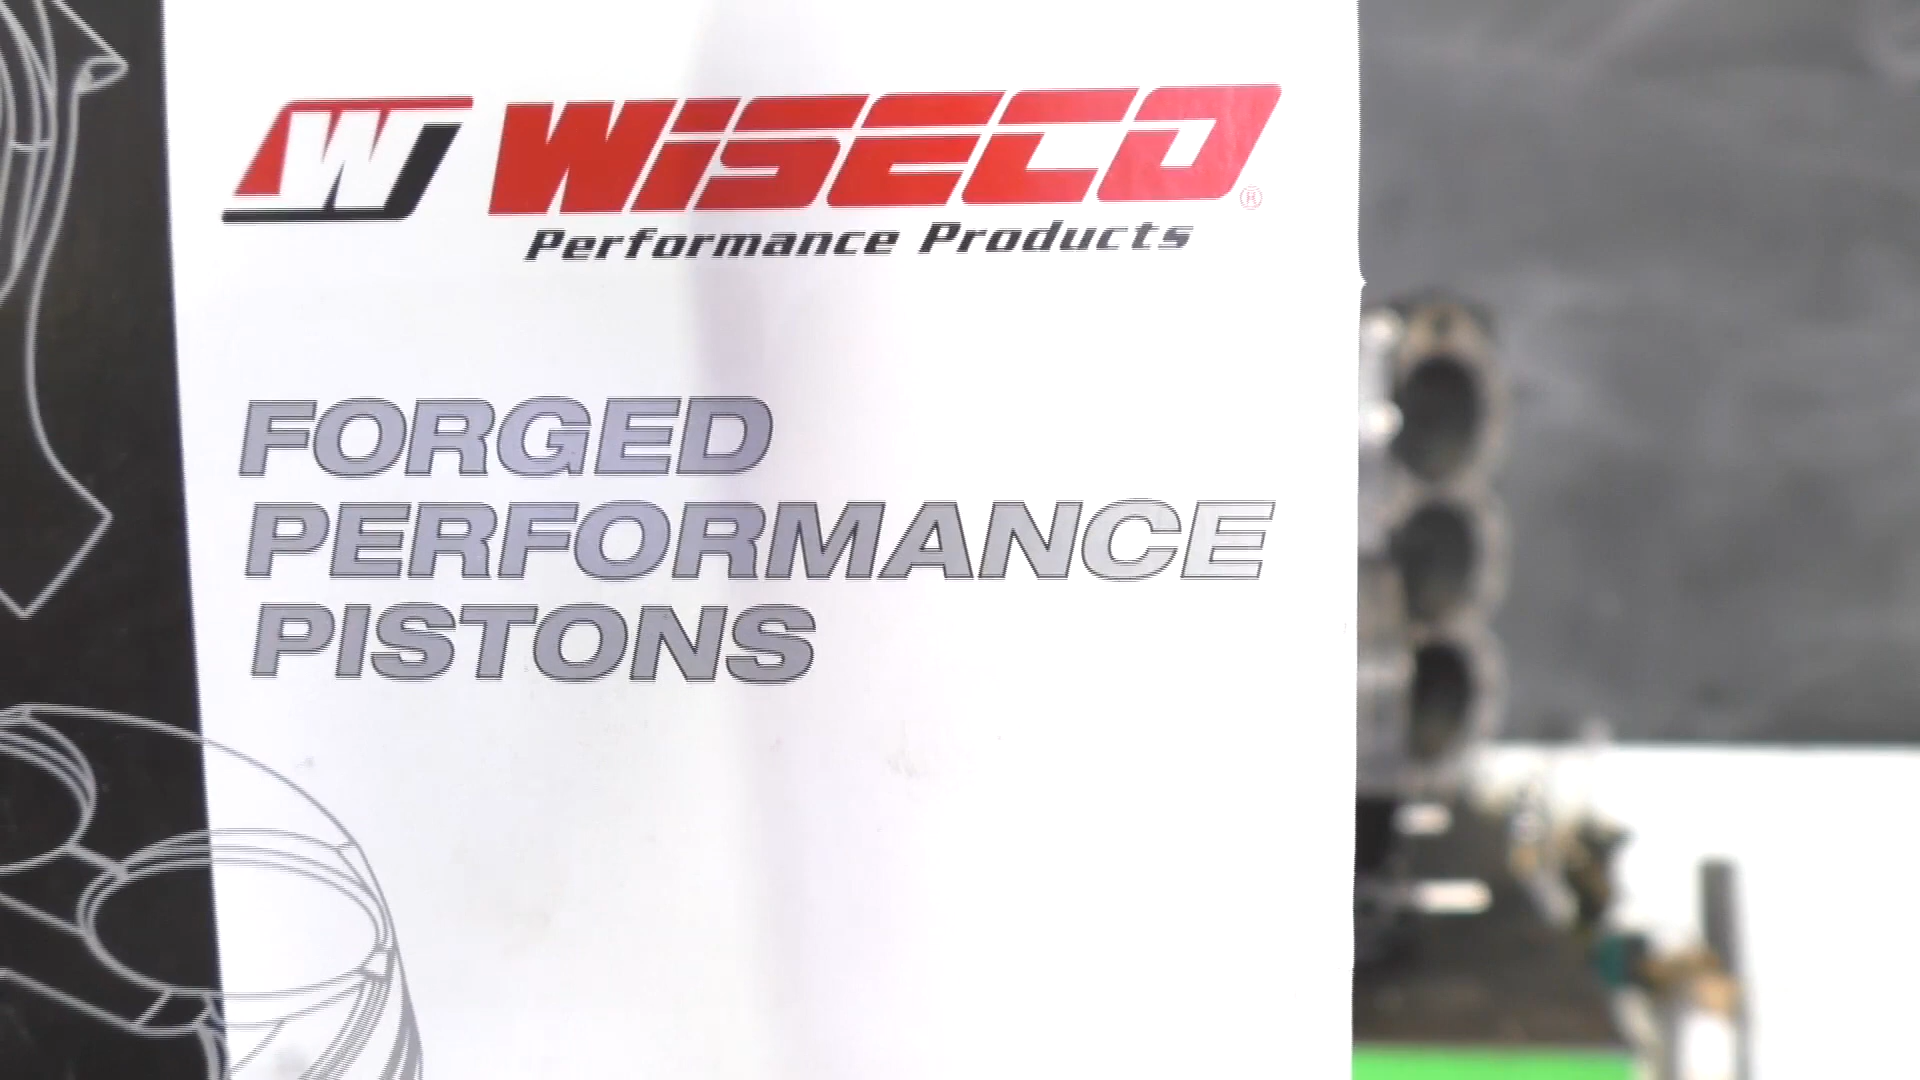 W WISECO®
Performance Products
FORGED
PERFORMANCE
PISTONS